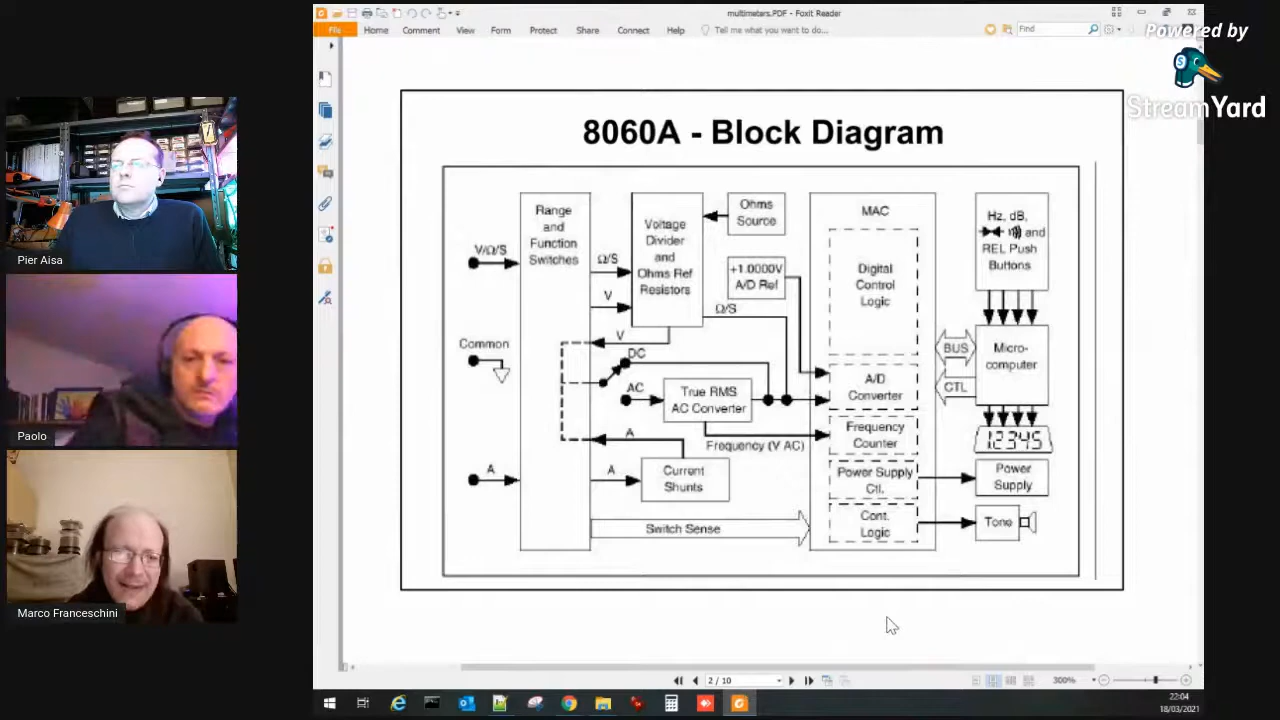 multimetars.PDF - Foxit Reader
File Home Comment View Form Protect Share Connect Help Tell me what you want to do... Find
Powered by
StreamYard
Pier Aisa
Paolo
Marco Franceschini
8060A - Block Diagram
V/Ω/S
Common
A
Range
and
Function
Switches
Ω/S
V
V
DC
AC
A
A
Voltage
Divider
and
Ohms Ref
Resistors
Ohms
Source
+1.0000V
A/D Ref
Ω/S
True RMS
AC Converter
Frequency (V AC)
Current
Shunts
Switch Sense
MAC
Digital
Control
Logic
A/D
Converter
Frequency
Counter
Power Supply
Ctl.
Cont.
Logic
BUS
CTL
Hz, dB,
and
REL Push
Buttons
Micro-
computer
12345
Power
Supply
Tone
2 / 10
300%
22:04
18/03/2021